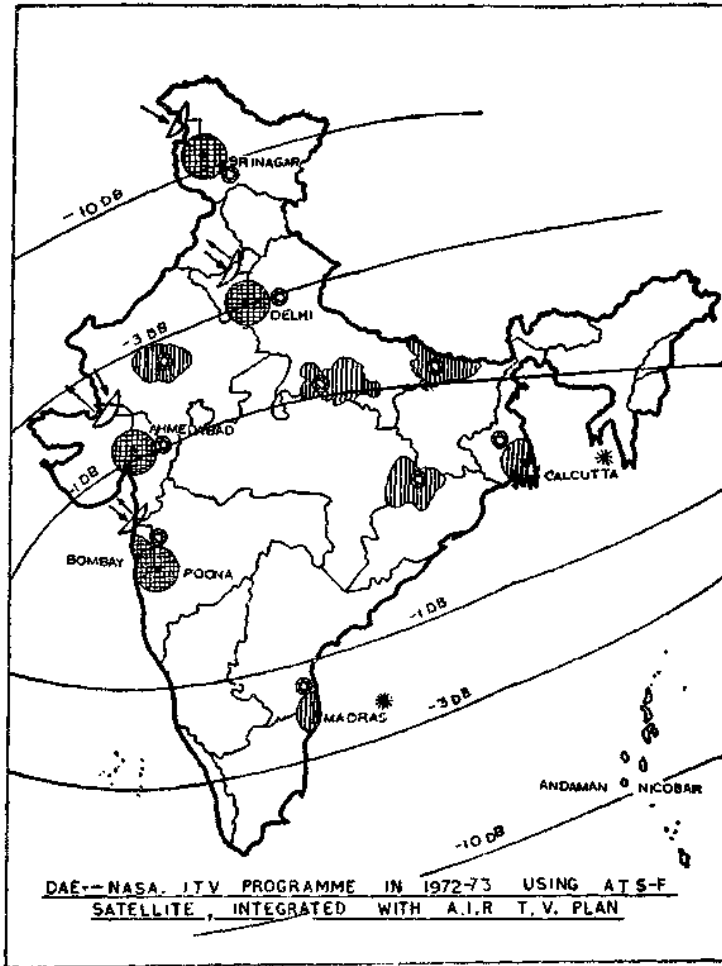 -10 DB
SRINAGAR
DELHI
-3 DB
AHMEDABAD
-1 DB
CALCUTTA
BOMBAY
POONA
-1 DB
-3 DB
MADRAS
ANDAMAN NICOBAR
-10 DB
DAE--NASA. ITV PROGRAMME IN 1972-73 USING ATS-F
SATELLITE, INTEGRATED WITH A.I.R T.V. PLAN